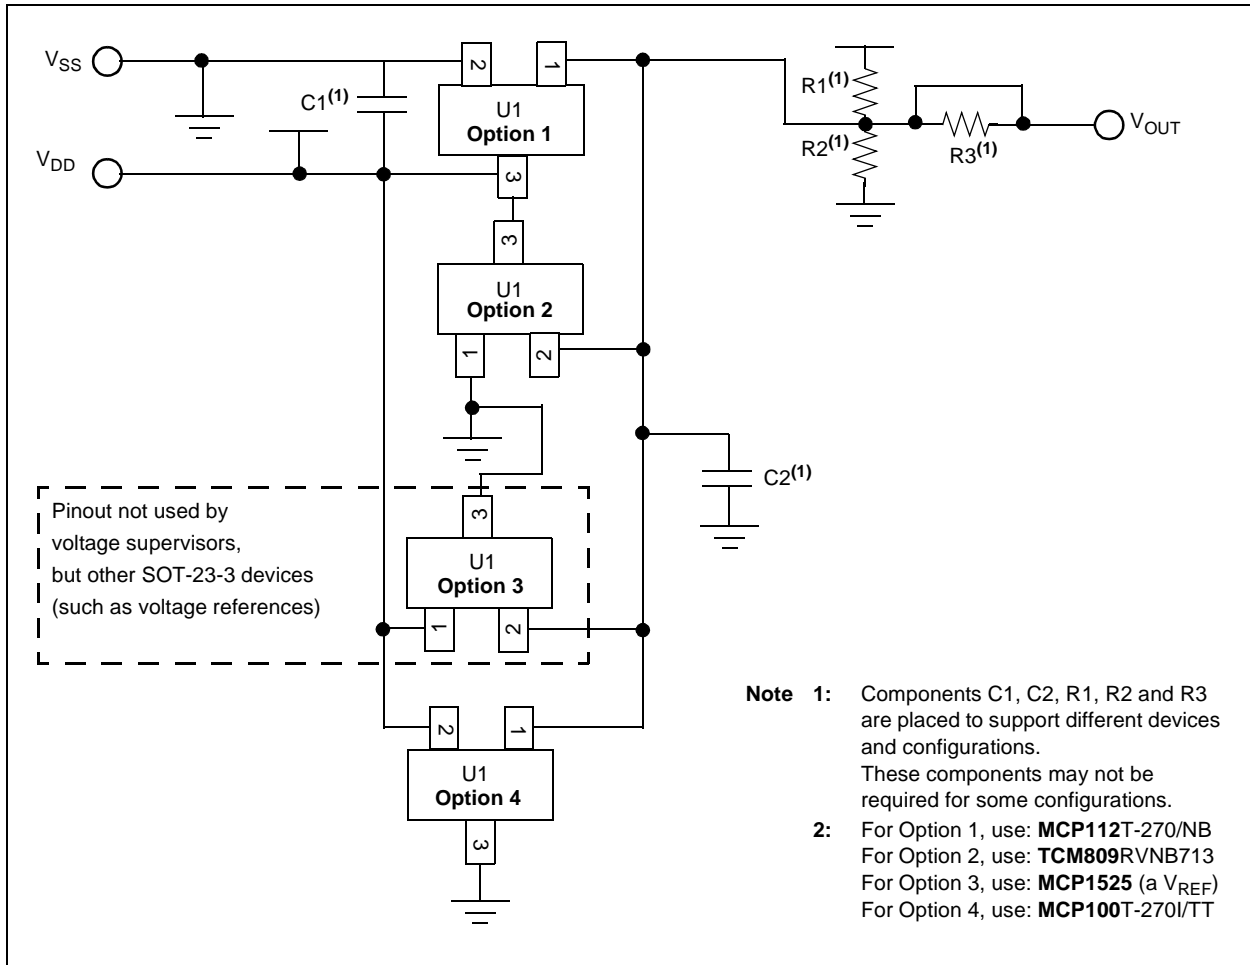 VSS
2
1
C1(1)
U1
Option 1
3
VDD
R1(1)
R2(1)
R3(1)
VOUT
3
U1
Option 2
1
2
C2(1)
Pinout not used by
voltage supervisors,
but other SOT-23-3 devices
(such as voltage references)
3
U1
Option 3
1
2
2
1
U1
Option 4
3
Note 1: Components C1, C2, R1, R2 and R3
are placed to support different devices
and configurations.
These components may not be
required for some configurations.
2: For Option 1, use: MCP112T-270/NB
For Option 2, use: TCM809RVNB713
For Option 3, use: MCP1525 (a VREF)
For Option 4, use: MCP100T-270I/TT